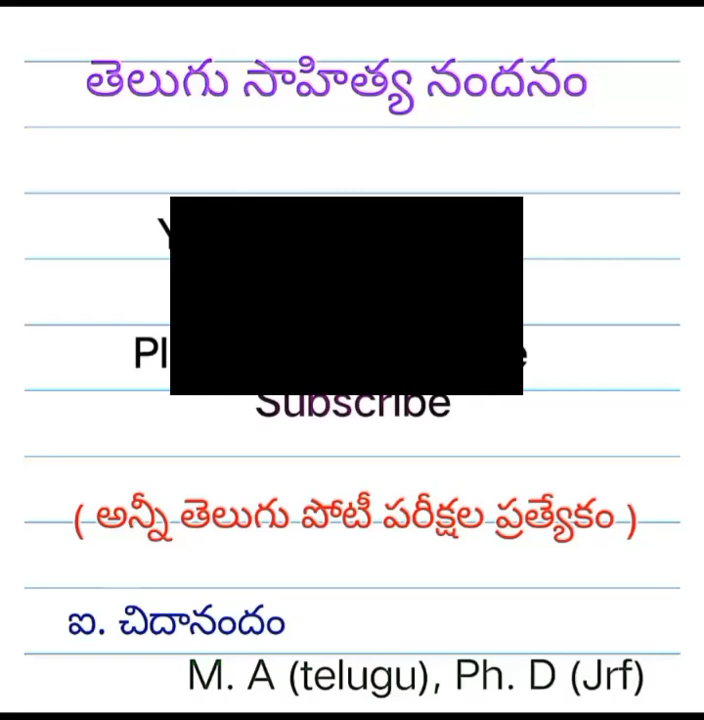 తెలుగు సాహిత్య నందనం
Subscribe
( అన్నీ తెలుగు పోటీ పరీక్షల ప్రత్యేకం )
ఐ. చిదానందం
M. A (telugu), Ph. D (Jrf)